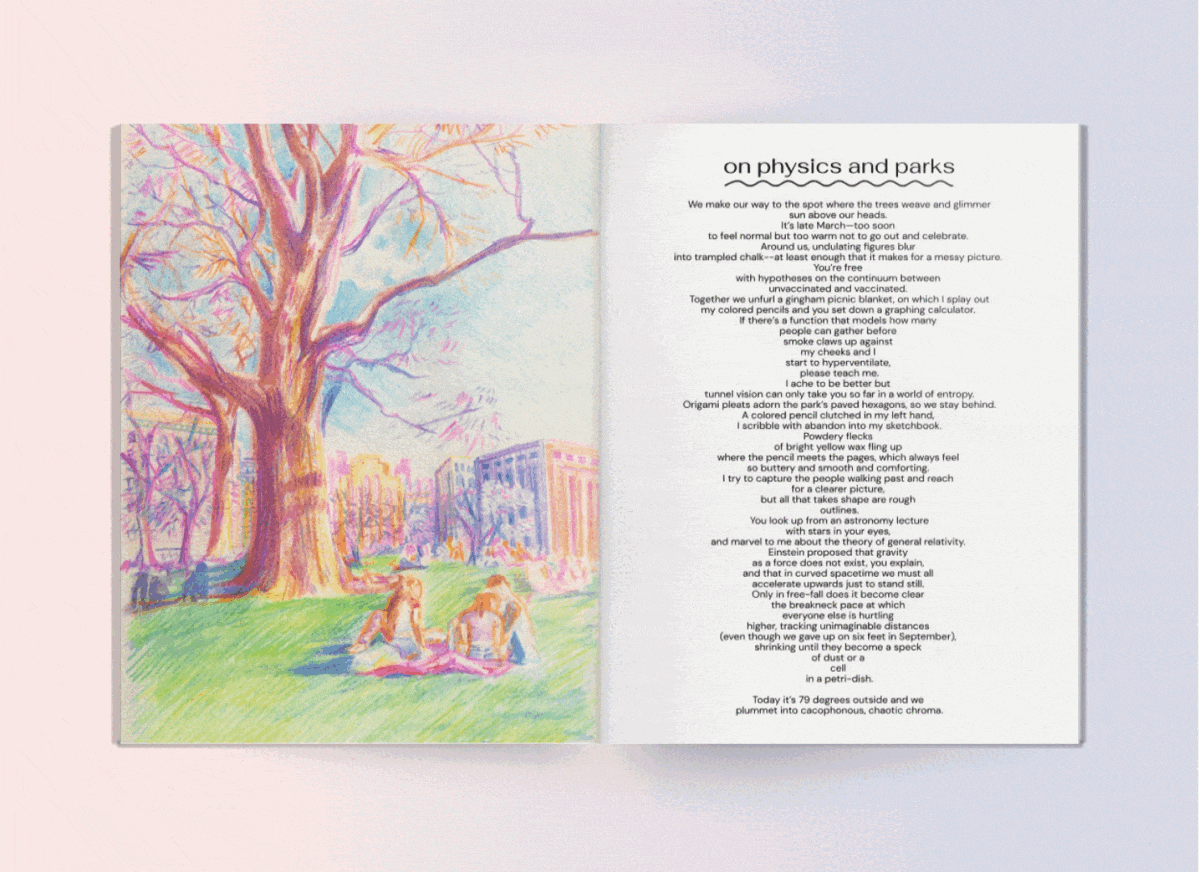 on physics and parks
We make our way to the spot where the trees weave and glimmer
sun above our heads.
It's late March—too soon
to feel normal but too warm not to go out and celebrate.
Around us, undulating figures blur
into trampled chalk--at least enough that it makes for a messy picture.
You're free
with hypotheses on the continuum between
unvaccinated and vaccinated.
Together we unfurl a gingham picnic blanket, on which I splay out
my colored pencils and you set down a graphing calculator.
If there's a function that models how many
people can gather before
smoke claws up against
my cheeks and I
start to hyperventilate,
please teach me.
I ache to be better but
tunnel vision can only take you so far in a world of entropy.
Origami pleats adorn the park's paved hexagons, so we stay behind.
A colored pencil clutched in my left hand,
I scribble with abandon into my sketchbook.
Powdery flecks
of bright yellow wax fling up
where the pencil meets the pages, which always feel
so buttery and smooth and comforting.
I try to capture the people walking past and reach
for a clearer picture,
but all that takes shape are rough
outlines.
You look up from an astronomy lecture
with stars in your eyes,
and marvel to me about the theory of general relativity.
Einstein proposed that gravity
as a force does not exist, you explain,
and that in curved spacetime we must all
accelerate upwards just to stand still.
Only in free-fall does it become clear
the breakneck pace at which
everyone else is hurtling
higher, tracking unimaginable distances
(even though we gave up on six feet in September),
shrinking until they become a speck
of dust or a
cell
in a petri-dish.
Today it's 79 degrees outside and we
plummet into cacophonous, chaotic chroma.